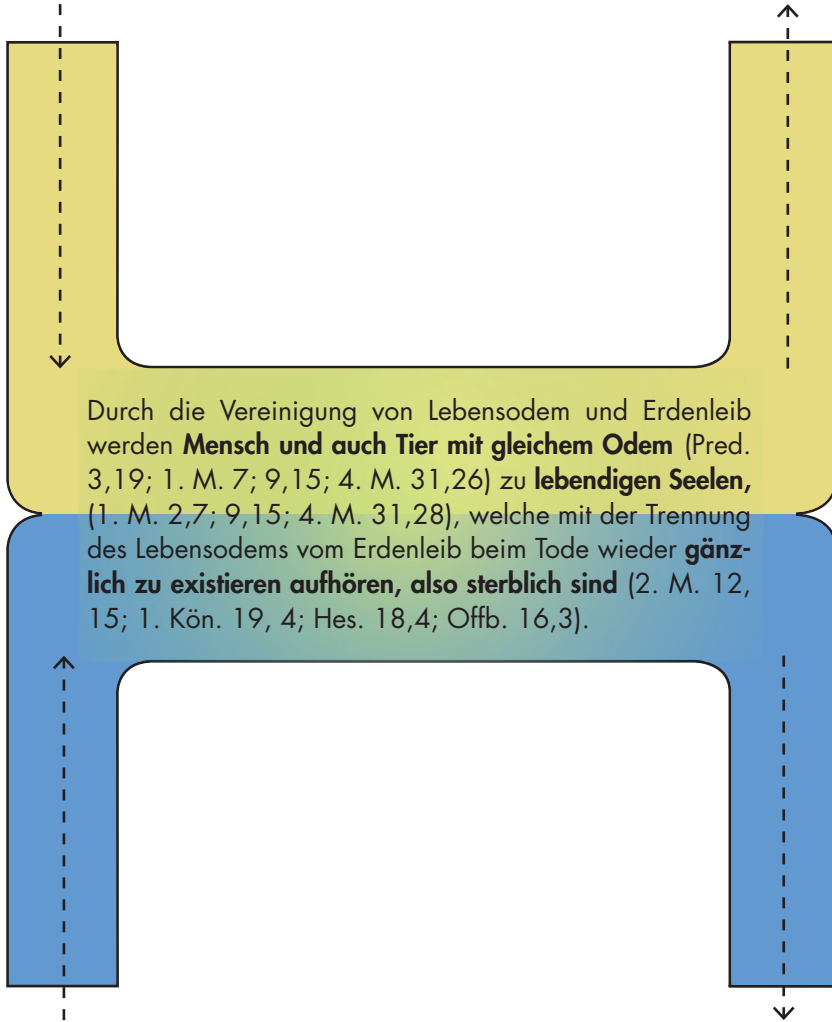 Durch die Vereinigung von Lebensodem und Erdenleib
werden Mensch und auch Tier mit gleichem Odem (Pred.
3,19; 1. M. 7; 9,15; 4. M. 31,26) zu lebendigen Seelen,
(1. M. 2,7; 9,15; 4. M. 31,28), welche mit der Trennung
des Lebensodems vom Erdenleib beim Tode wieder gänz-
lich zu existieren aufhören, also sterblich sind (2. M. 12,
15; 1. Kön. 19, 4; Hes. 18,4; Offb. 16,3).